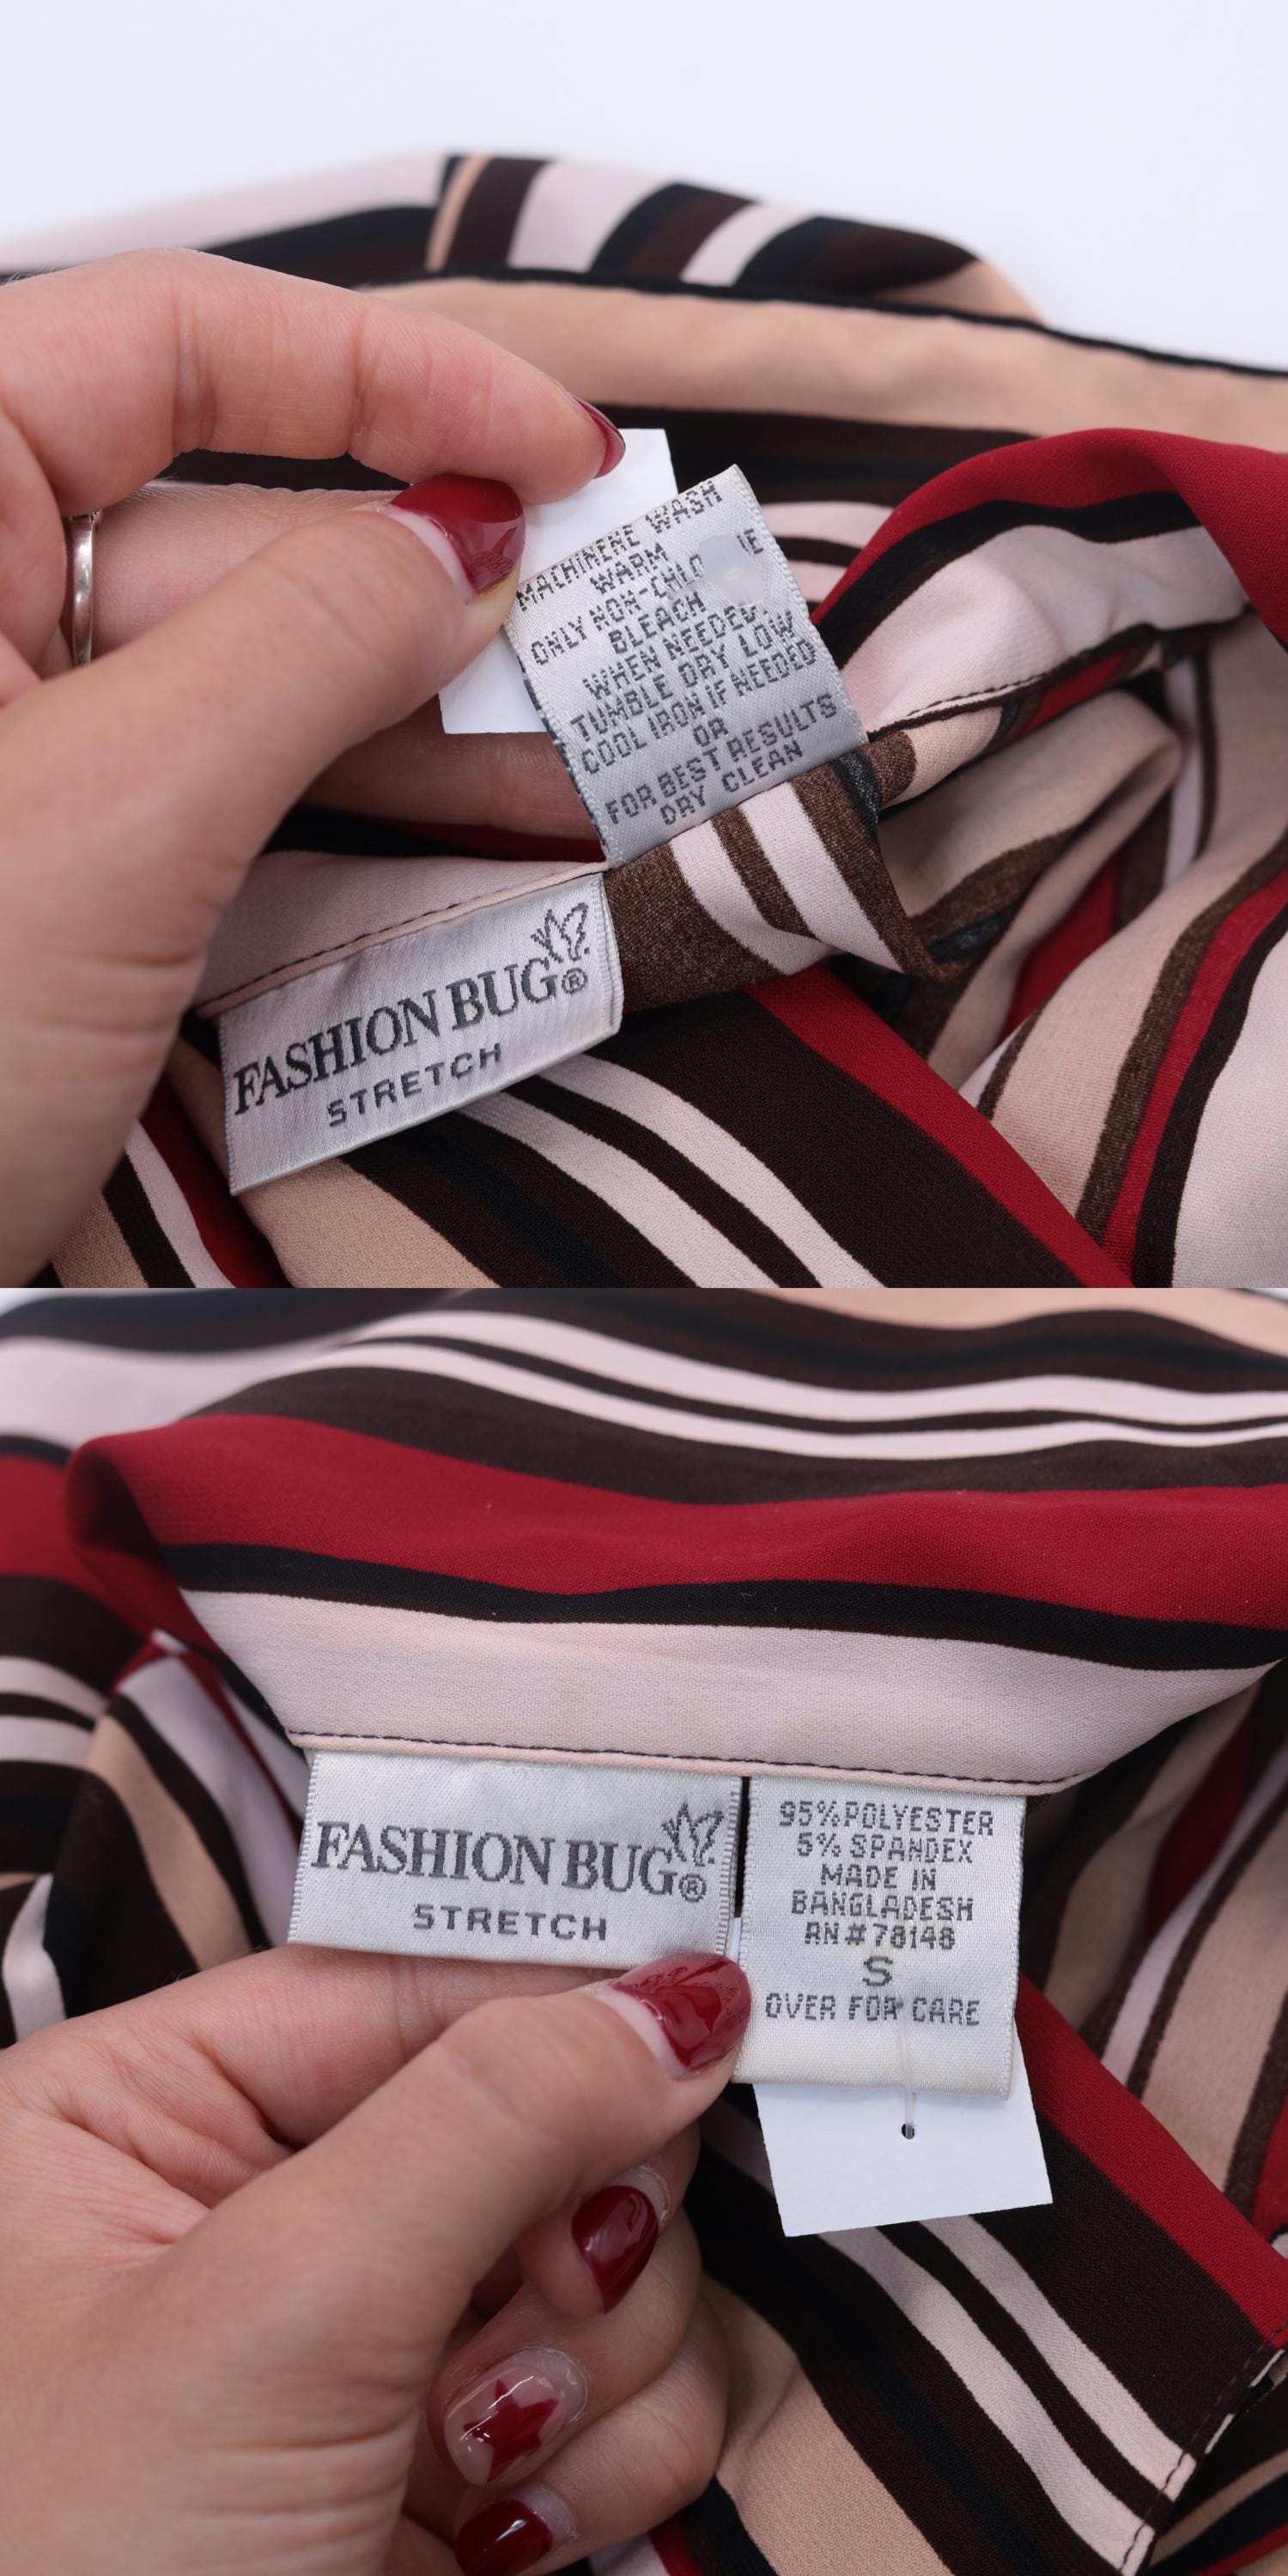 MACHINENE WASH
WARM
ONLY NON-CHLO IE
BLEACH
WHEN NEEDED
TUMBLE DRY LOW
COOL IRON IF NEEDED
OR
FOR BEST RESULTS
DRY CLEAN
FASHION BUG®
STRETCH
FASHION BUG®
STRETCH
95% POLYESTER
5% SPANDEX
MADE IN
BANGLADESH
RN#78148
S
OVER FOR CARE